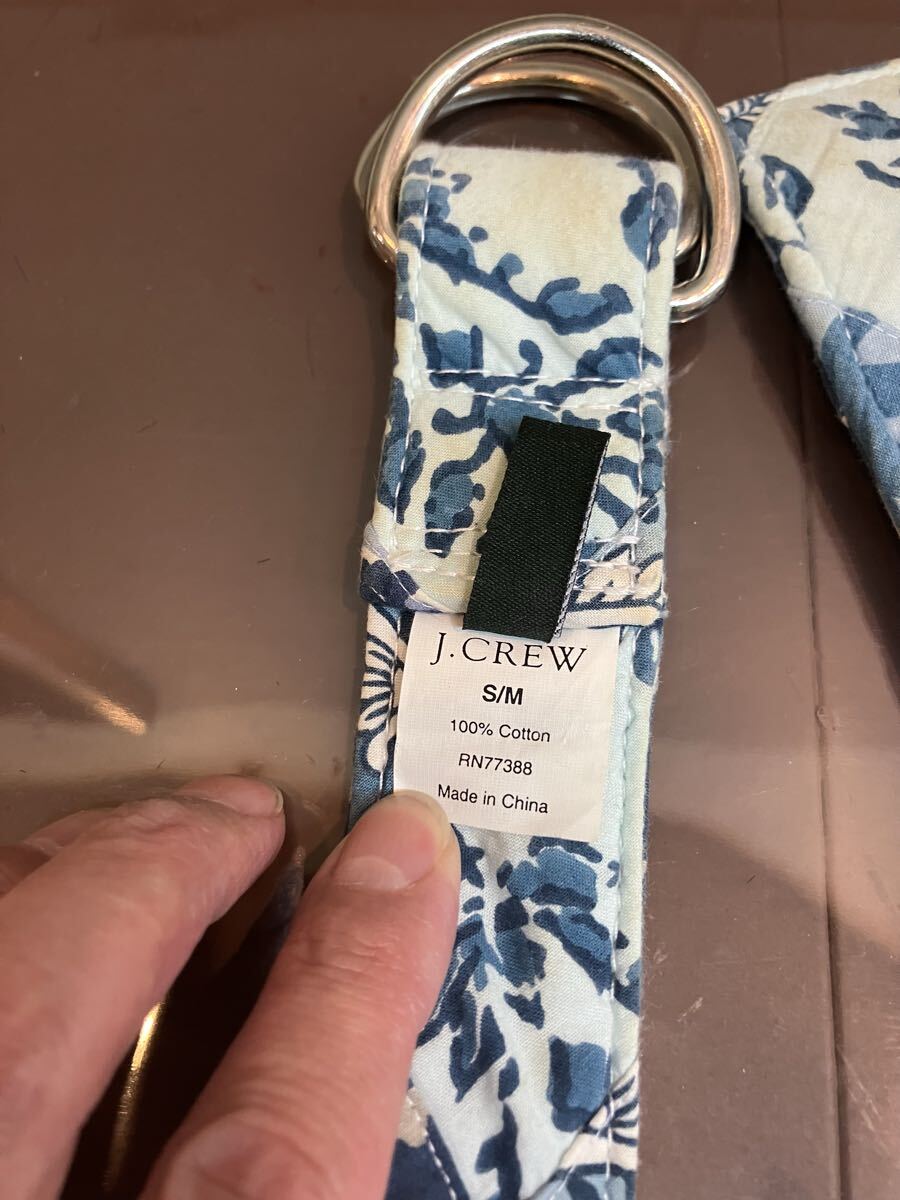 J.CREW
S/M
100% Cotton
RN77388
Made in China